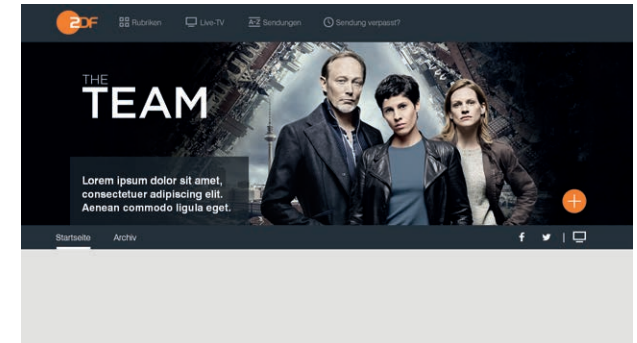 ZDF
Rubriken
Live-TV
A-Z Sendungen
Sendung verpasst?
THE
TEAM
Lorem ipsum dolor sit amet,
consectetuer adipiscing elit.
Aenean commodo ligula eget.
Startseite
Archiv